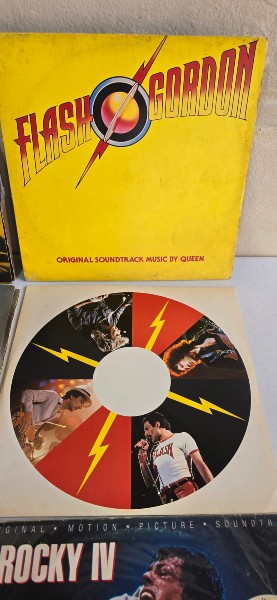 FLASH GORDON
ORIGINAL SOUNDTRACK MUSIC BY QUEEN
FLASH
ORIGINAL • MOTION • PICTURE • SOUNDTR
ROCKY IV